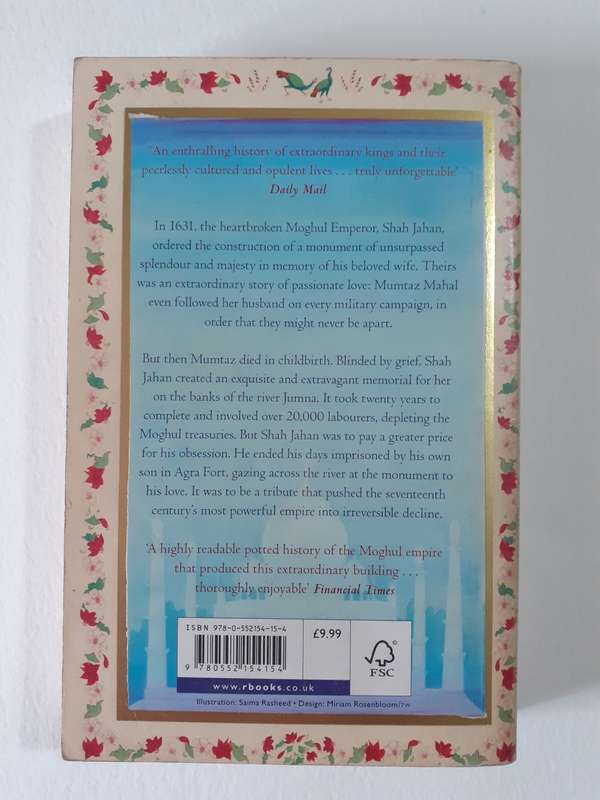 'An enthralling history of extraordinary kings and their
peerlessly cultured and opulent lives . . . truly unforgettable'
Daily Mail
In 1631, the heartbroken Moghul Emperor, Shah Jahan,
ordered the construction of a monument of unsurpassed
splendour and majesty in memory of his beloved wife. Theirs
was an extraordinary story of passionate love: Mumtaz Mahal
even followed her husband on every military campaign, in
order that they might never be apart.
But then Mumtaz died in childbirth. Blinded by grief, Shah
Jahan created an exquisite and extravagant memorial for her
on the banks of the river Jumna. It took twenty years to
complete and involved over 20,000 labourers, depleting the
Moghul treasuries. But Shah Jahan was to pay a greater price
for his obsession. He ended his days imprisoned by his own
son in Agra Fort, gazing across the river at the monument to
his love. It was to be a tribute that pushed the seventeenth
century's most powerful empire into irreversible decline.
'A highly readable potted history of the Moghul empire
that produced this extraordinary building . . .
thoroughly enjoyable' Financial Times
ISBN 978-0-552154-15-4
£9.99
FSC
9 780552 154154
www.rbooks.co.uk
Illustration: Saima Rasheed • Design: Miriam Rosenbloom/TW